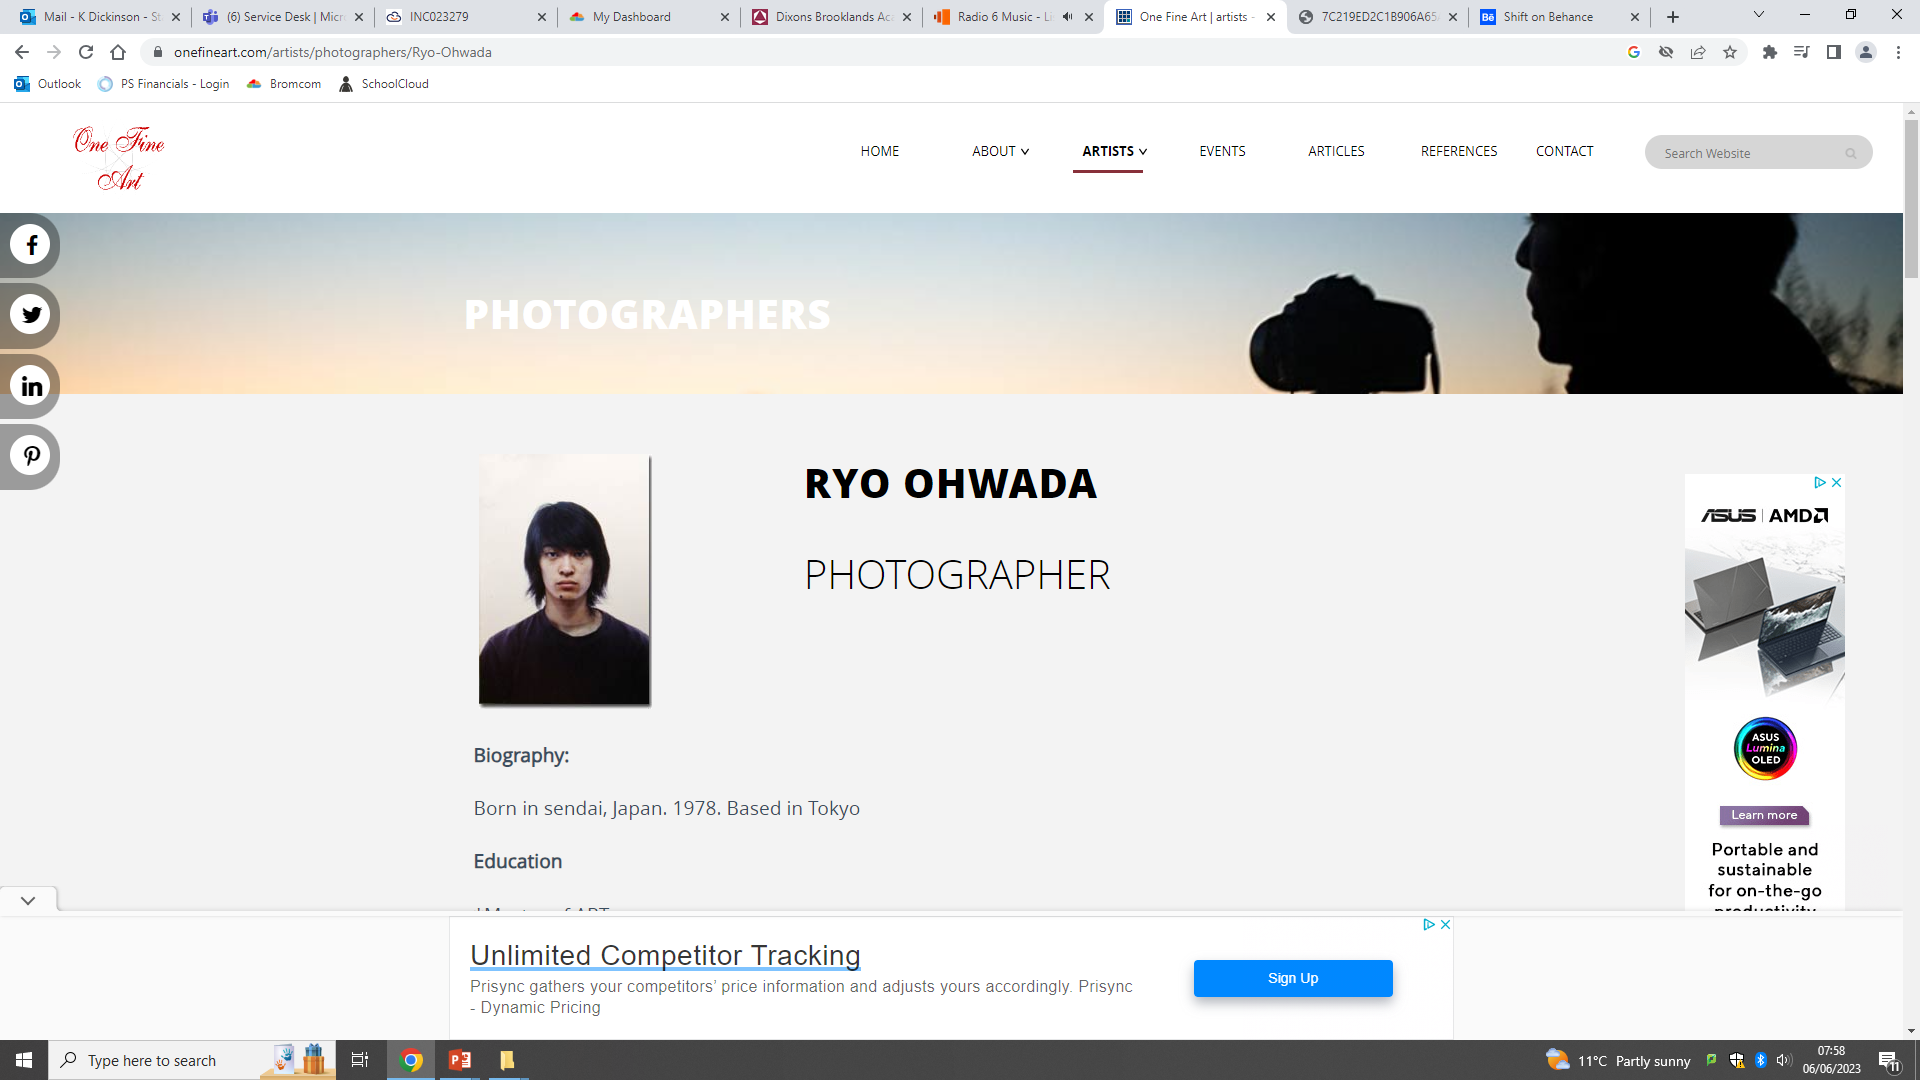 Mail - K Dickinson - St
(6) Service Desk | Micr
INC023279
My Dashboard
Dixons Brooklands Aca
Radio 6 Music - Li
One Fine Art | artists -
7C219ED2C1B906A65
Shift on Behance
onefineart.com/artists/photographers/Ryo-Ohwada
Outlook
PS Financials - Login
Bromcom
SchoolCloud
One Fine
Art
HOME
ABOUT
ARTISTS
EVENTS
ARTICLES
REFERENCES
CONTACT
Search Website
PHOTOGRAPHERS
RYO OHWADA
PHOTOGRAPHER
Biography:
Born in sendai, Japan. 1978. Based in Tokyo
Education
ASUS | AMD
ASUS
Lumina
OLED
Learn more
Portable and
sustainable
for on-the-go
productivity
Unlimited Competitor Tracking
Prisync gathers your competitors’ price information and adjusts yours accordingly. Prisync
- Dynamic Pricing
Sign Up
Type here to search
11°C Partly sunny
07:58
06/06/2023
11